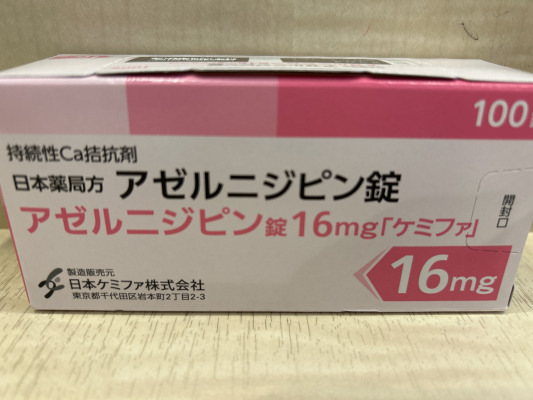 100
持続性Ca拮抗剤
日本薬局方 アゼルニジピン錠
アゼルニジピン錠16mg「ケミファ」
開封口
16mg
製造販売元
日本ケミファ株式会社
東京都千代田区岩本町2丁目2-3